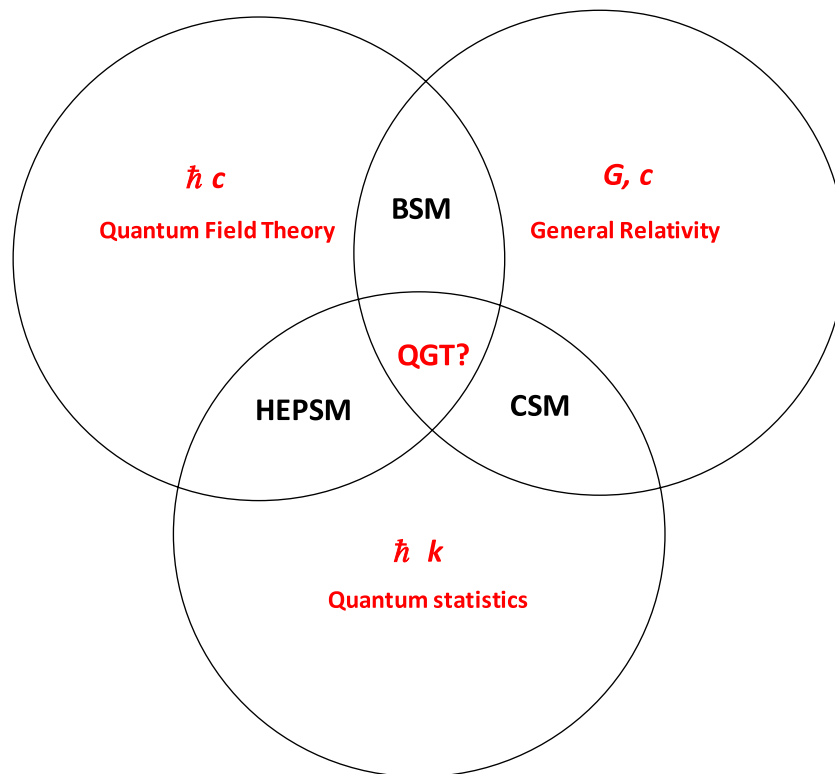 ħ c
Quantum Field Theory
G, c
General Relativity
BSM
QGT?
HEPSM
CSM
ħ k
Quantum statistics